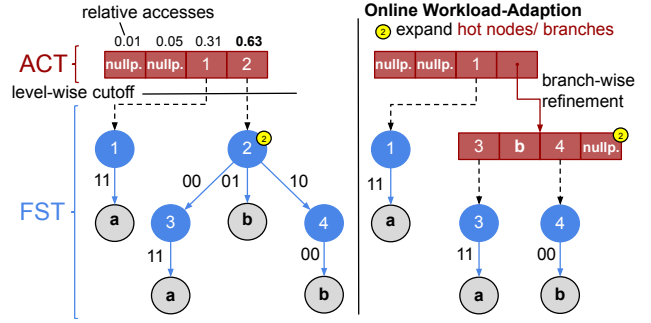 relative accesses
0.01 0.05 0.31 0.63
ACT
nullp. nullp. 1 2
level-wise cutoff
1
2
2
11
00
01
10
FST
a
3
b
4
11
00
a
b
Online Workload-Adaption
2 expand hot nodes/ branches
nullp. nullp. 1
branch-wise
refinement
1
3 b 4 nullp.
2
11
a
3
4
11
00
a
b